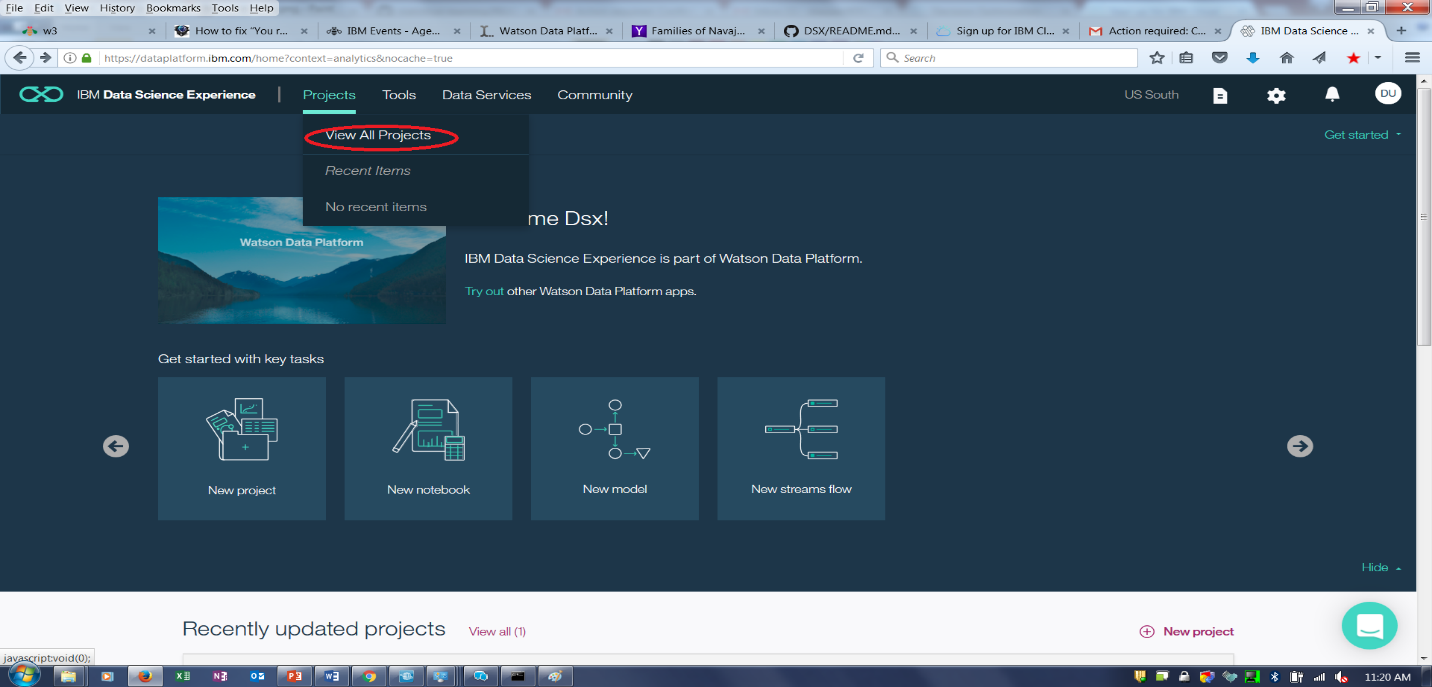 File Edit View History Bookmarks Tools Help
w3
How to fix "You r...
IBM Events - Age...
Watson Data Platf...
Families of Navaj...
DSX/README.md...
Sign up for IBM Cl...
Action required: C...
IBM Data Science ...
https://dataplatform.ibm.com/home?context=analytics&nocache=true
Search
IBM Data Science Experience | Projects Tools Data Services Community US South DU
View All Projects
Get started
Recent Items
No recent items
me Dsx!
Watson Data Platform
IBM Data Science Experience is part of Watson Data Platform.
Try out other Watson Data Platform apps.
Get started with key tasks
New project
New notebook
New model
New streams flow
Hide
Recently updated projects View all (1) New project
javascript:void(0);
11:20 AM